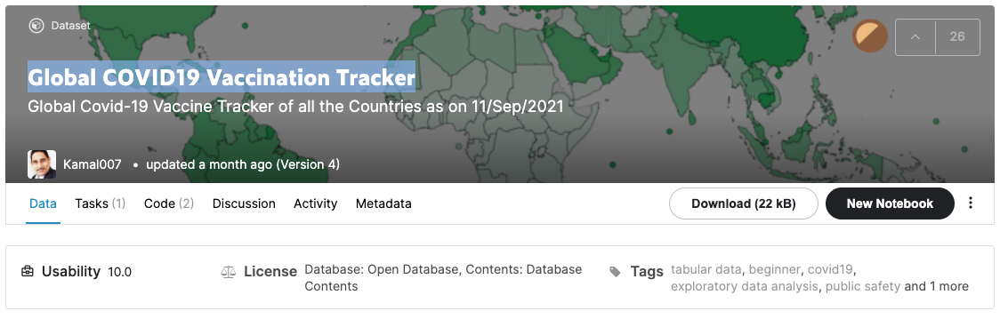 Dataset
26
Global COVID19 Vaccination Tracker
Global Covid-19 Vaccine Tracker of all the Countries as on 11/Sep/2021
Kamal007 • updated a month ago (Version 4)
Data Tasks (1) Code (2) Discussion Activity Metadata Download (22 kB) New Notebook
Usability 10.0
License Database: Open Database, Contents: Database
Contents
Tags tabular data, beginner, covid19,
exploratory data analysis, public safety and 1 more